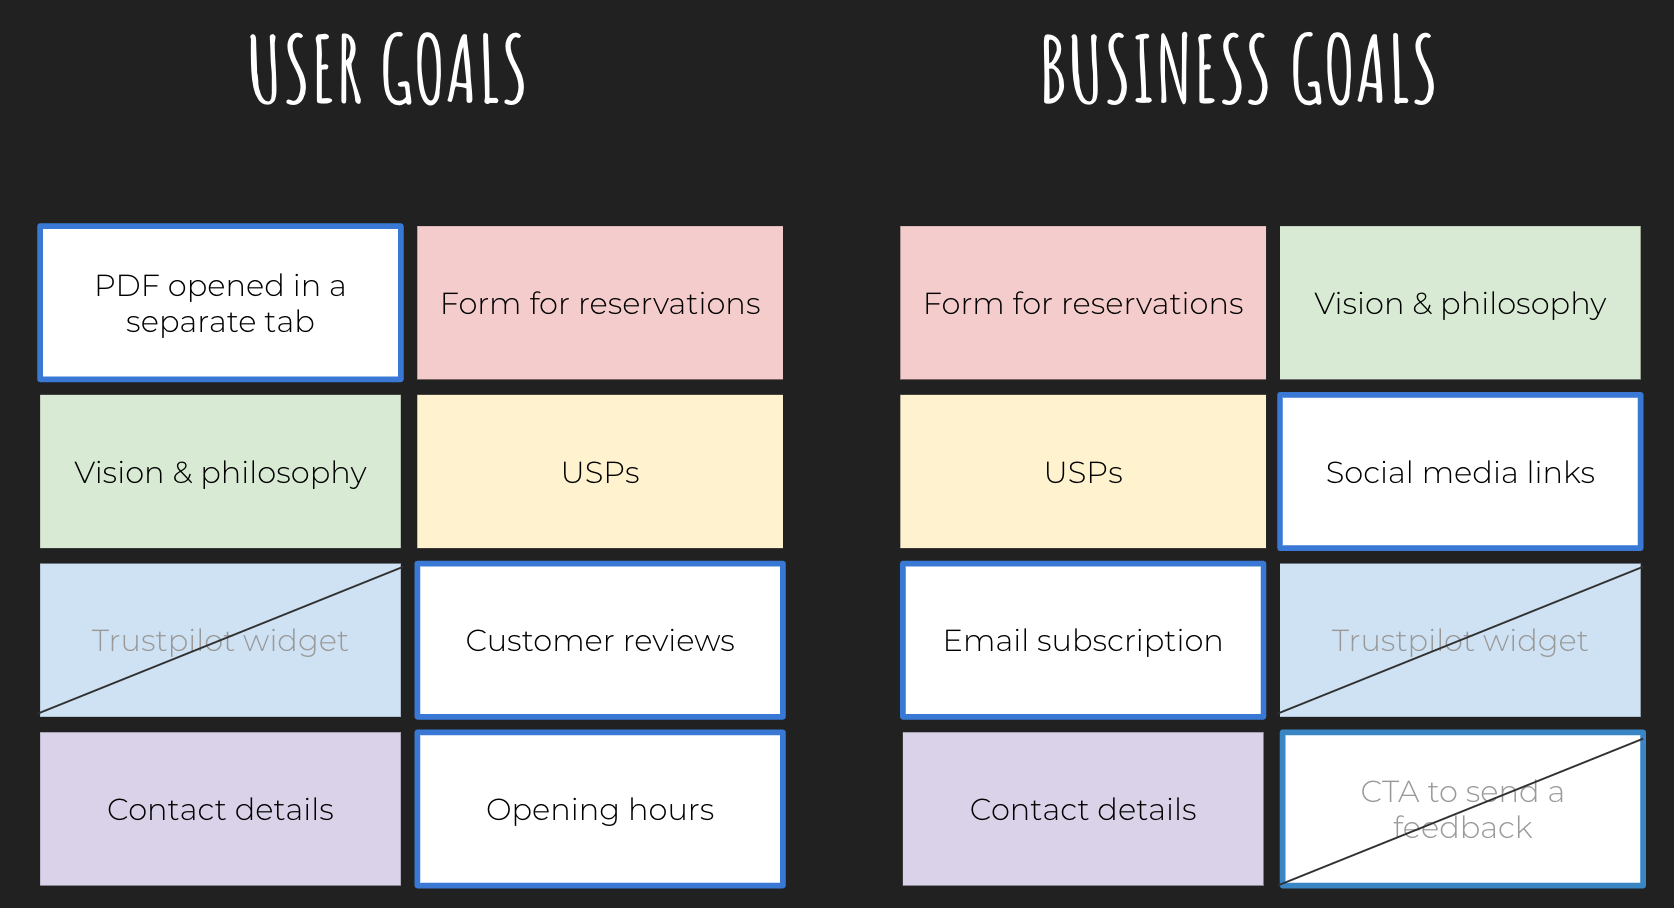 USER GOALS
BUSINESS GOALS
PDF opened in a
separate tab
Form for reservations
Vision & philosophy
USPs
Trustpilot widget
Customer reviews
Contact details
Opening hours
Form for reservations
Vision & philosophy
USPs
Social media links
Email subscription
Trustpilot widget
Contact details
CTA to send a
feedback